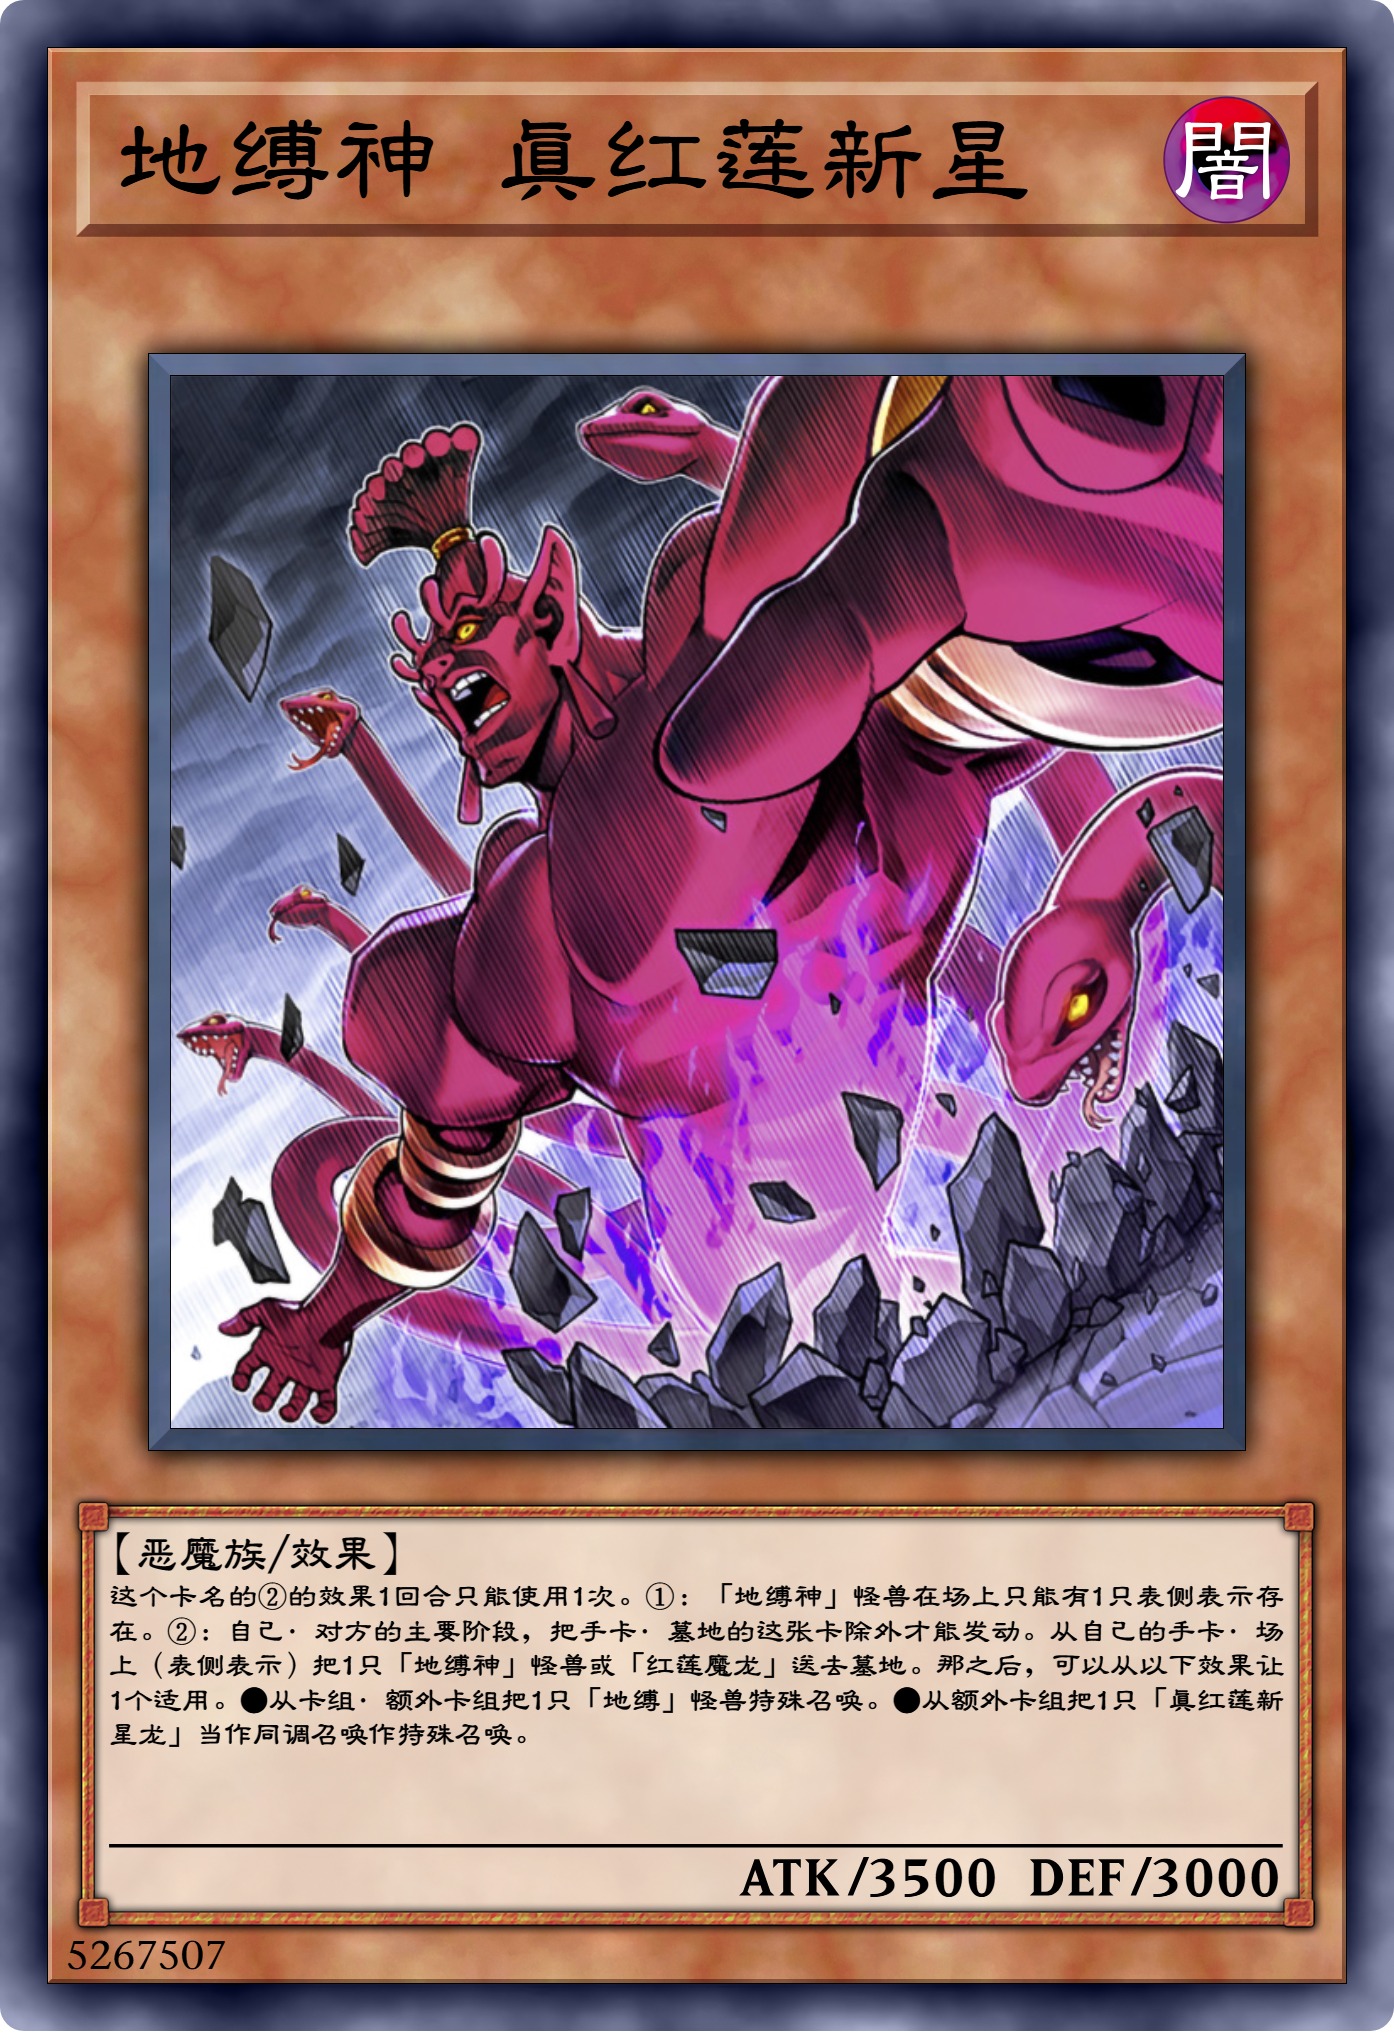 地缚神 真红莲新星
闇
【恶魔族/效果】
这个卡名的②的效果1回合只能使用1次。①：「地缚神」怪兽在场上只能有1只表侧表示存
在。②：自己·对方的主要阶段，把手卡·墓地的这张卡除外才能发动。从自己的手卡·场
上（表侧表示）把1只「地缚神」怪兽或「红莲魔龙」送去墓地。那之后，可以从以下效果让
1个适用。●从卡组·额外卡组把1只「地缚」怪兽特殊召唤。●从额外卡组把1只「真红莲新
星龙」当作同调召唤作特殊召唤。
ATK/3500 DEF/3000
5267507